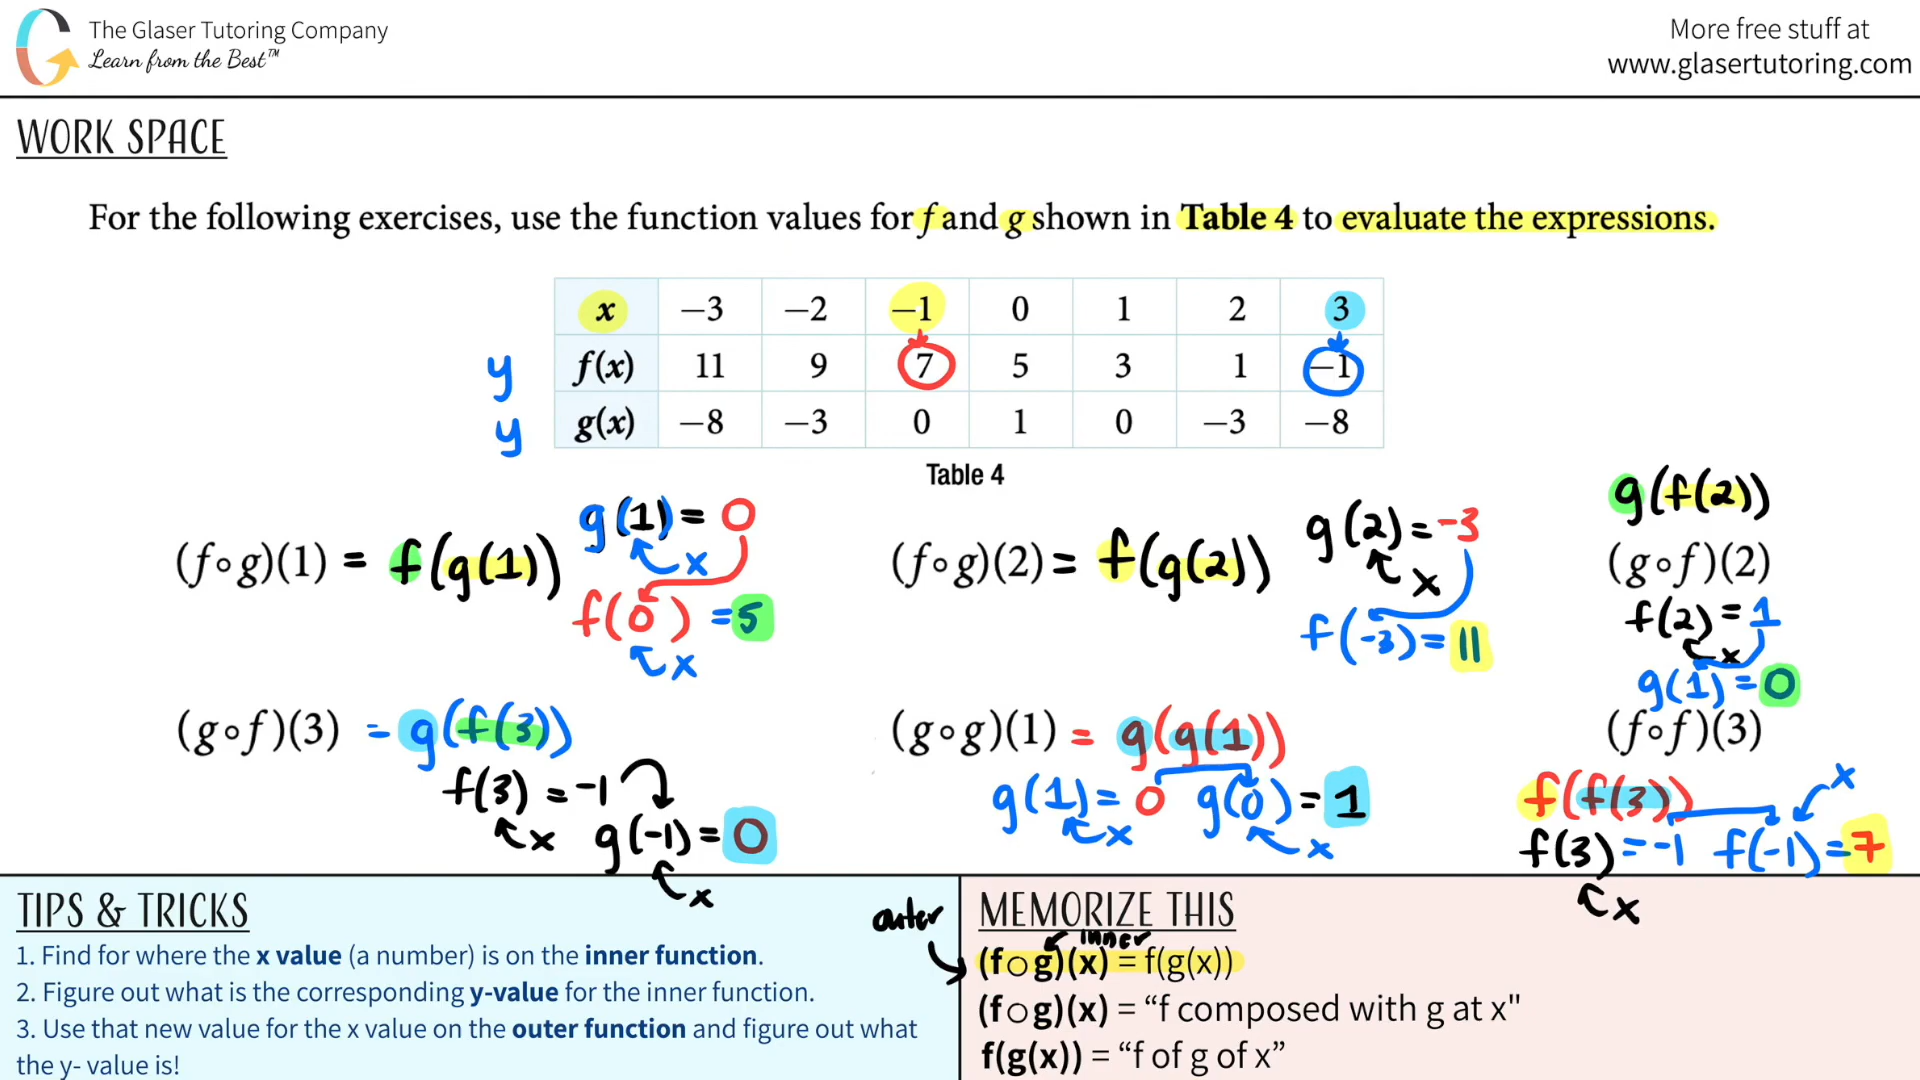 The Glaser Tutoring Company
Learn from the Best™
More free stuff at
www.glasertutoring.com
WORK SPACE
For the following exercises, use the function values for f and g shown in Table 4 to evaluate the expressions.
x −3 −2 −1 0 1 2 3
y f(x) 11 9 7 5 3 1 −1
y g(x) −8 −3 0 1 0 −3 −8
Table 4
(f∘g)(1) = f(g(1))
g(1) = 0
x
f(0) = 5
x
(f∘g)(2) = f(g(2))
g(2) = -3
x
f(-3) = 11
g(f(2))
(g∘f)(2)
f(2) = 1
x
g(1) = 0
(g∘f)(3) = g(f(3))
f(3) = -1
x
g(-1) = 0
x
(g∘g)(1) = g(g(1))
g(1) = 0 g(0) = 1
x x
(f∘f)(3)
f(f(3)) x
f(3) = -1 f(-1) = 7
x
TIPS & TRICKS
1. Find for where the x value (a number) is on the inner function.
2. Figure out what is the corresponding y-value for the inner function.
3. Use that new value for the x value on the outer function and figure out what
the y- value is!
outer
MEMORIZE THIS
inner
(f○g)(x) = f(g(x))
(f○g)(x) = “f composed with g at x"
f(g(x)) = “f of g of x”